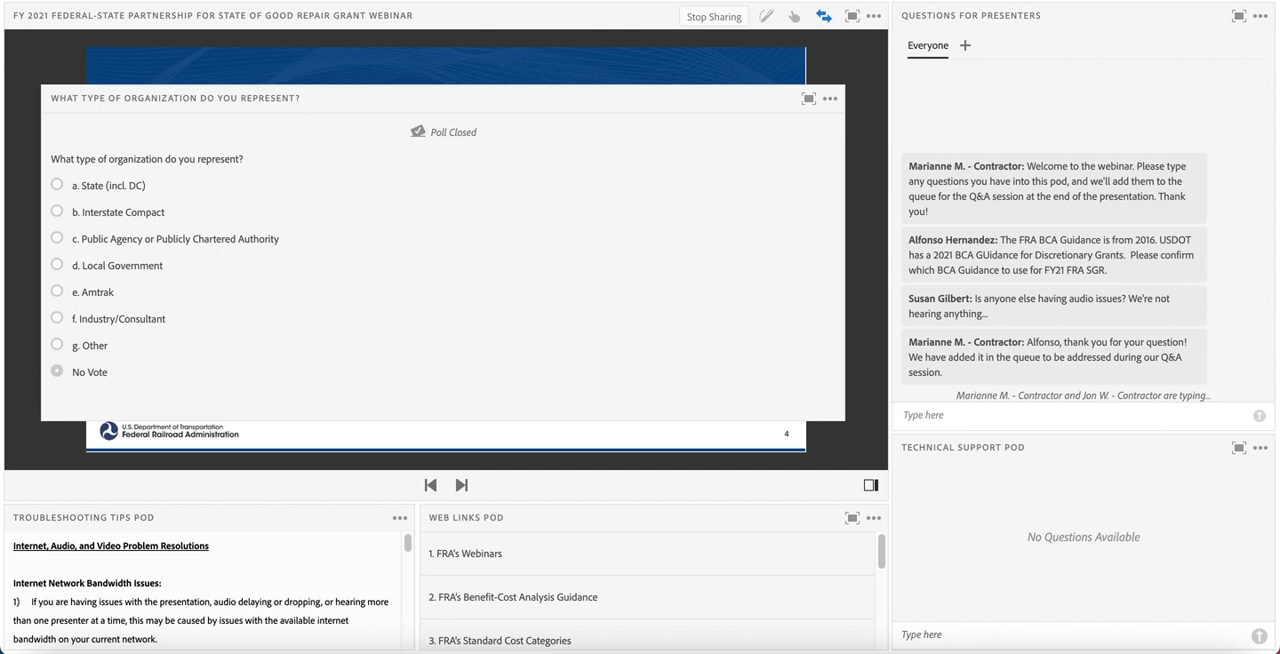 FY 2021 FEDERAL-STATE PARTNERSHIP FOR STATE OF GOOD REPAIR GRANT WEBINAR
Stop Sharing
WHAT TYPE OF ORGANIZATION DO YOU REPRESENT?
Poll Closed
What type of organization do you represent?
a. State (incl. DC)
b. Interstate Compact
c. Public Agency or Publicly Chartered Authority
d. Local Government
e. Amtrak
f. Industry/Consultant
g. Other
No Vote
U.S. Department of Transportation
Federal Railroad Administration
4
TROUBLESHOOTING TIPS POD
Internet, Audio, and Video Problem Resolutions
Internet Network Bandwidth Issues:
1) If you are having issues with the presentation, audio delaying or dropping, or hearing more
than one presenter at a time, this may be caused by issues with the available internet
bandwidth on your current network.
WEB LINKS POD
1. FRA's Webinars
2. FRA's Benefit-Cost Analysis Guidance
3. FRA's Standard Cost Categories
QUESTIONS FOR PRESENTERS
Everyone
Marianne M. - Contractor: Welcome to the webinar. Please type
any questions you have into this pod, and we'll add them to the
queue for the Q&A session at the end of the presentation. Thank
you!
Alfonso Hernandez: The FRA BCA Guidance is from 2016. USDOT
has a 2021 BCA GUidance for Discretionary Grants. Please confirm
which BCA Guidance to use for FY21 FRA SGR.
Susan Gilbert: Is anyone else having audio issues? We're not
hearing anything...
Marianne M. - Contractor: Alfonso, thank you for your question!
We have added it in the queue to be addressed during our Q&A
session.
Marianne M. - Contractor and Jon W. - Contractor are typing...
Type here
TECHNICAL SUPPORT POD
No Questions Available
Type here